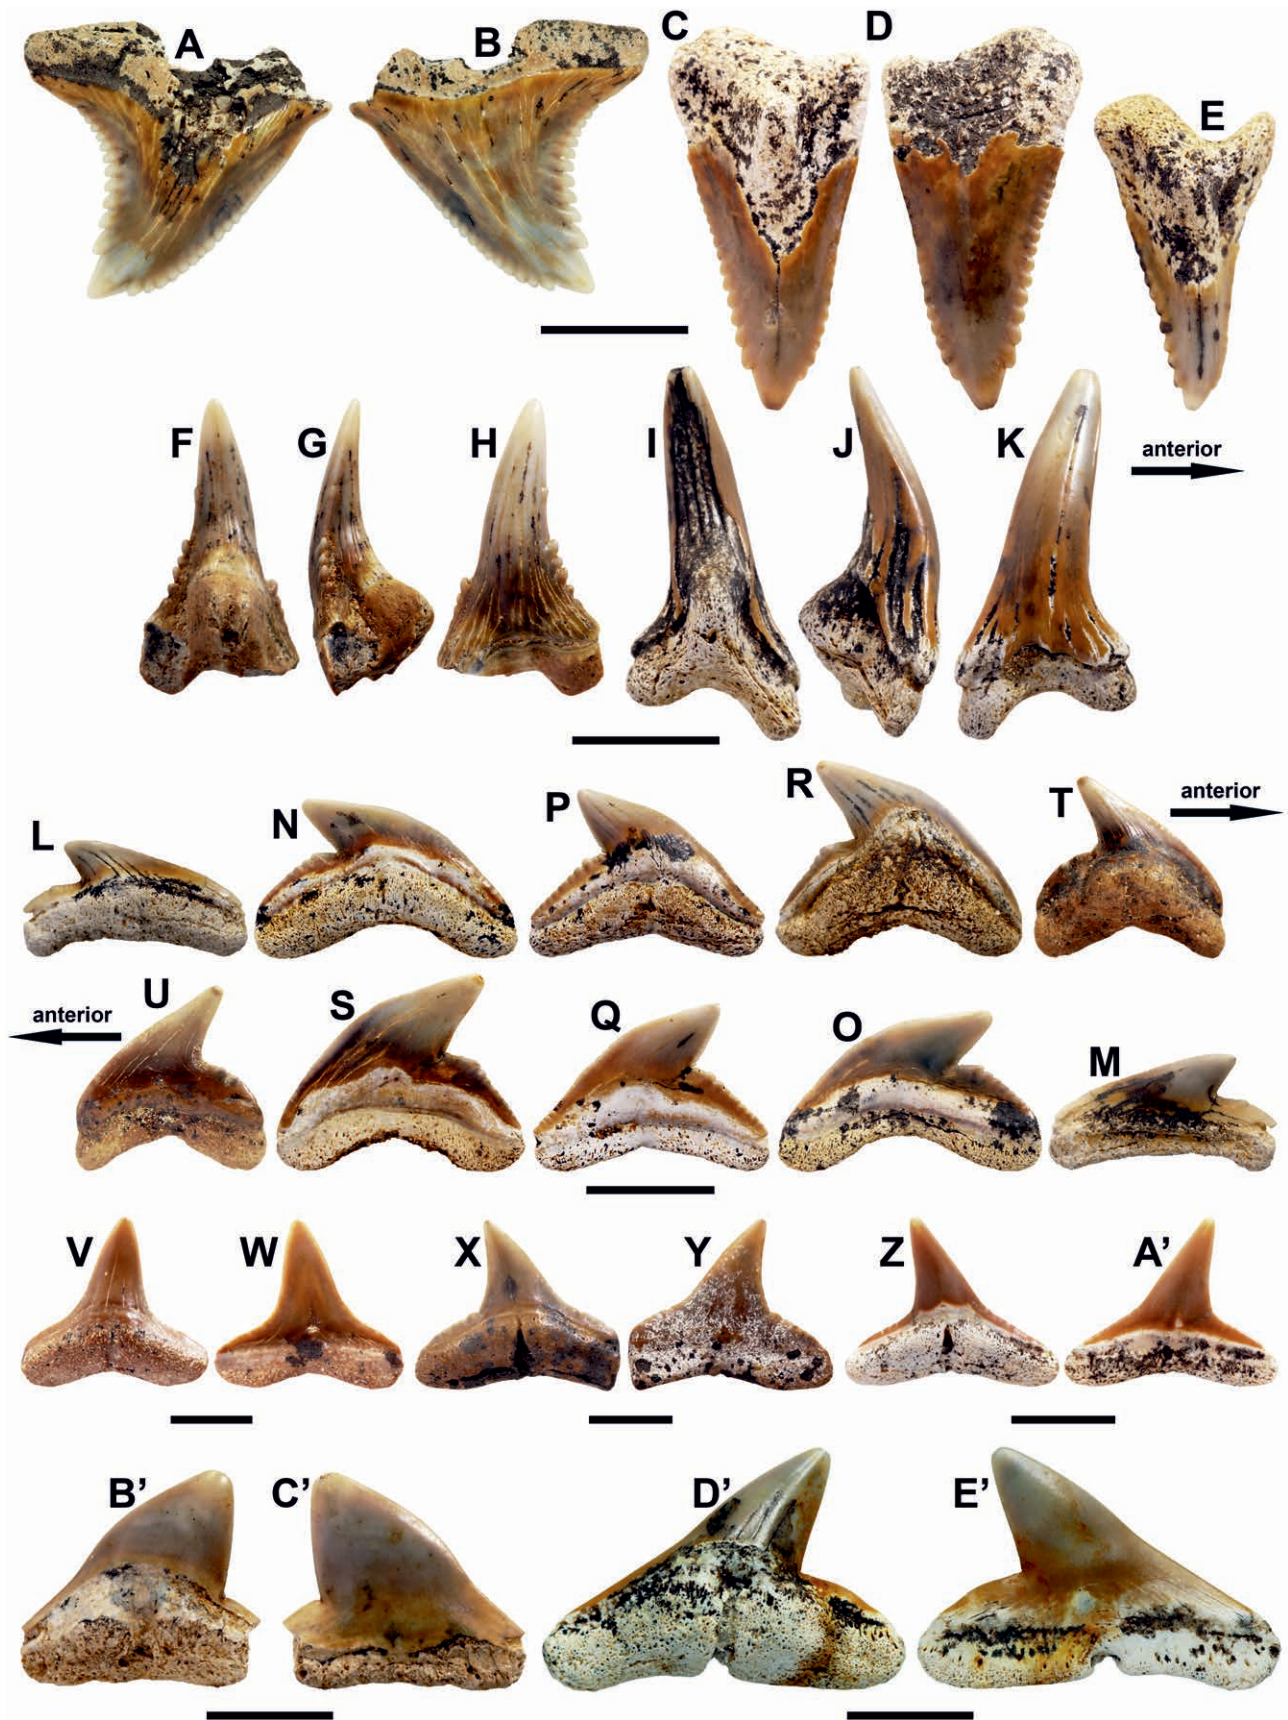 A B C D E
F G H I J K anterior
L N P R T anterior
anterior U S Q O M
V W X Y Z A’
B’ C’ D’ E’